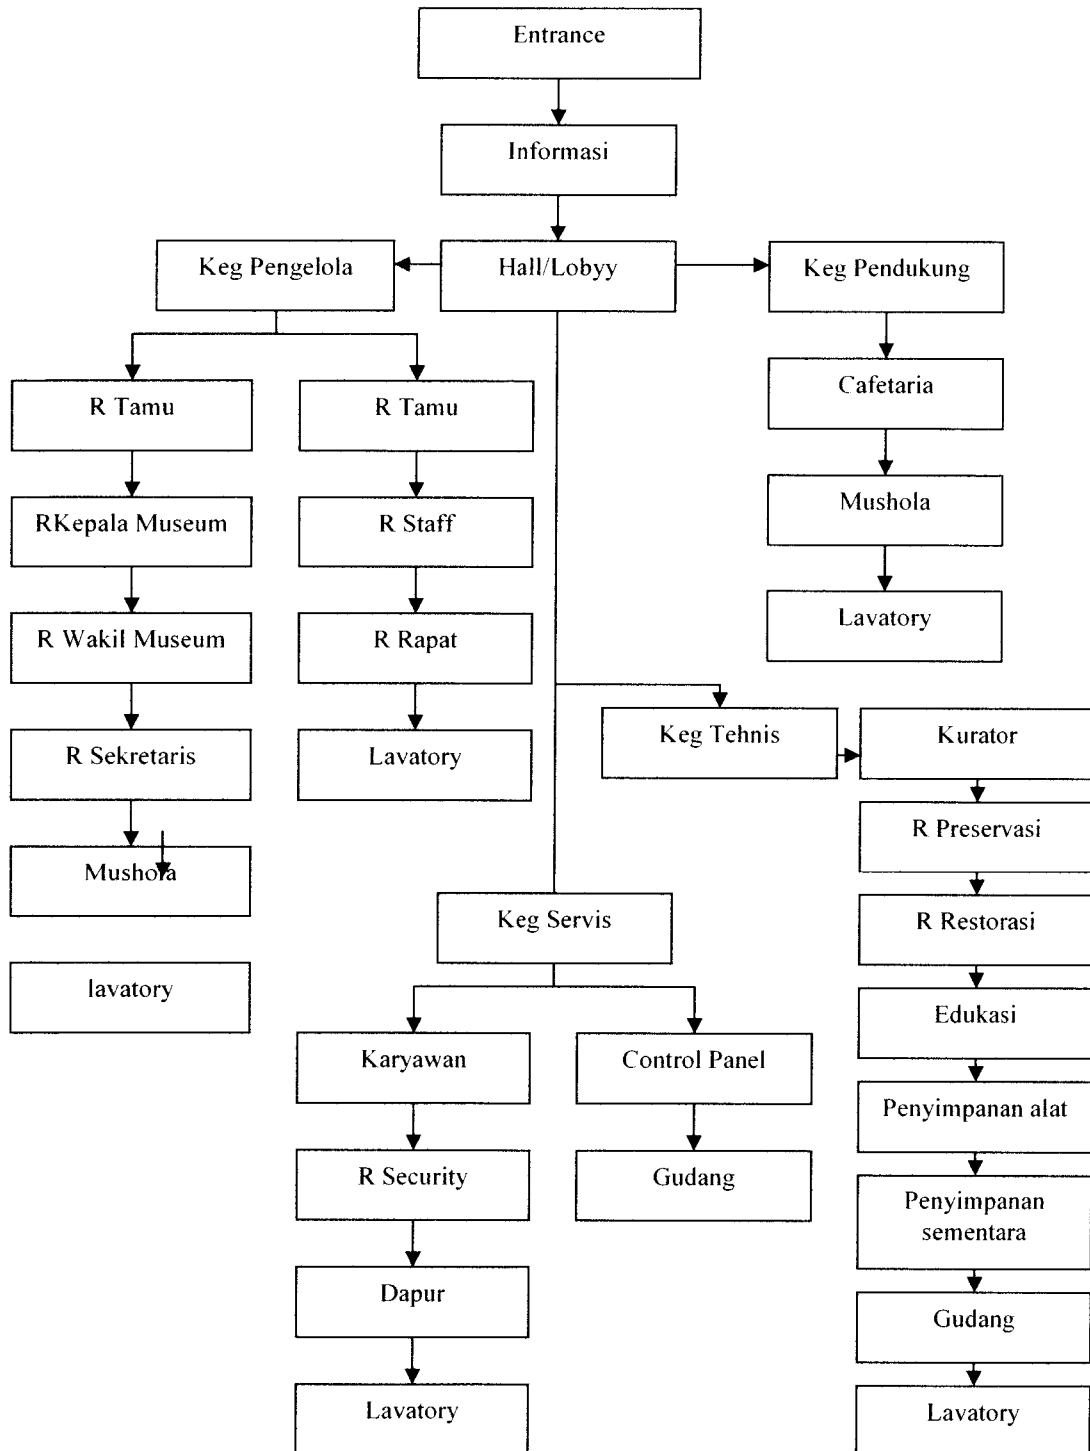 Entrance
Informasi
Keg Pengelola
Hall/Lobyy
Keg Pendukung
R Tamu
R Tamu
Cafetaria
RKepala Museum
R Staff
Mushola
R Wakil Museum
R Rapat
Lavatory
R Sekretaris
Lavatory
Keg Tehnis
Kurator
R Preservasi
Mushola
Keg Servis
R Restorasi
lavatory
Edukasi
Karyawan
Control Panel
Penyimpanan alat
R Security
Gudang
Penyimpanan
sementara
Dapur
Gudang
Lavatory
Lavatory